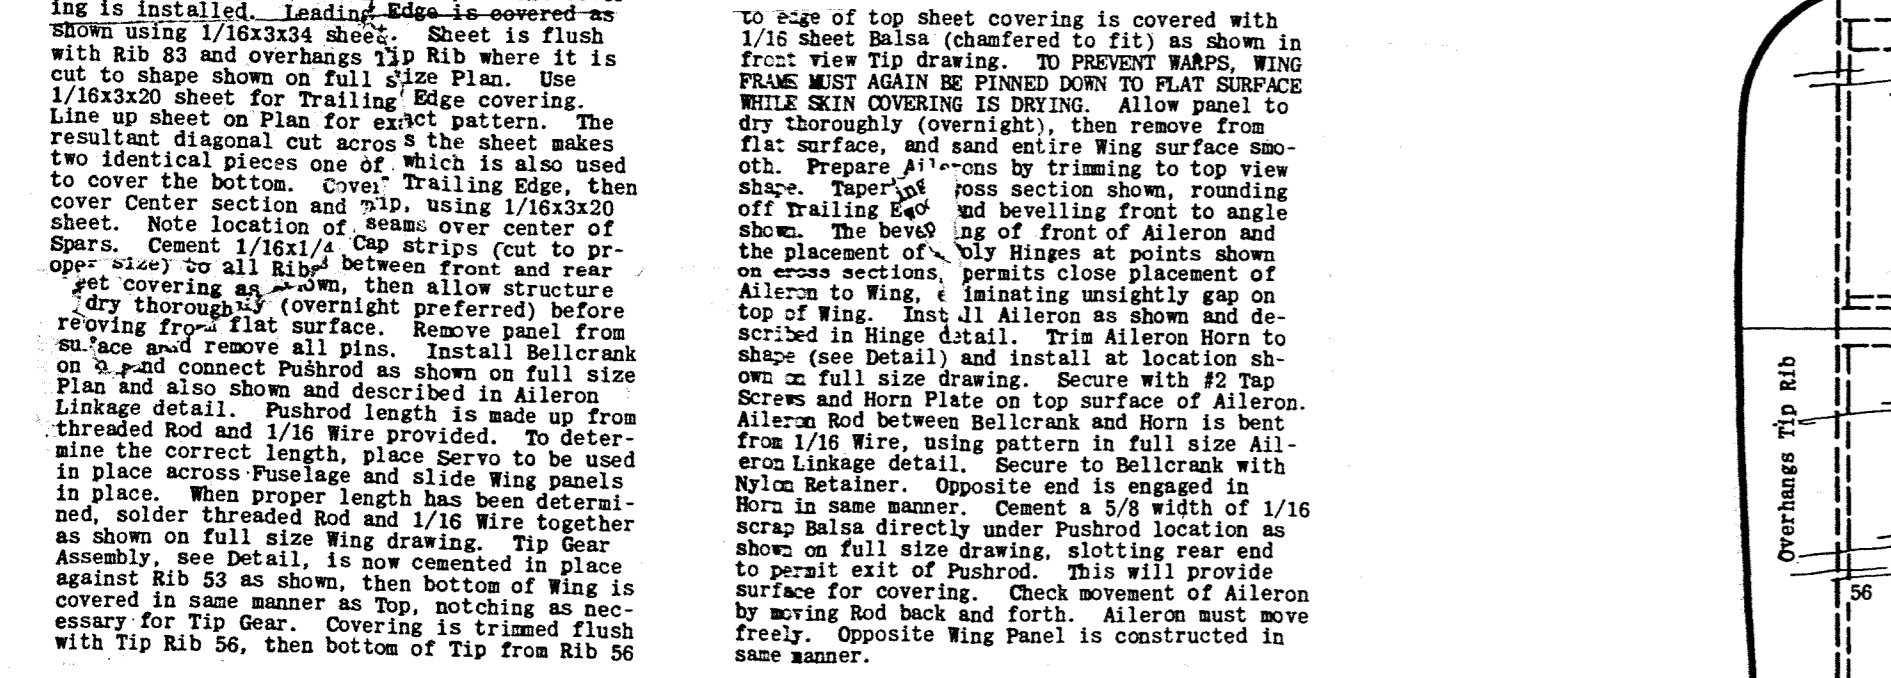 ing is installed. Leading Edge is covered as
shown using 1/16x3x34 sheet. Sheet is flush
with Rib 83 and overhangs Tip Rib where it is
cut to shape shown on full size Plan. Use
1/16x3x20 sheet for Trailing Edge covering.
Line up sheet on Plan for exact pattern. The
resultant diagonal cut across the sheet makes
two identical pieces one of which is also used
to cover the bottom. Cover Trailing Edge, then
cover Center section and Tip, using 1/16x3x20
sheet. Note location of seams over center of
Spars. Cement 1/16x1/4 Cap strips (cut to pr-
oper size) to all Ribs between front and rear
covering as shown, then allow structure
dry thoroughly (overnight preferred) before
removing from flat surface. Remove panel from
surface and remove all pins. Install Bellcrank
on and connect Pushrod as shown on full size
Plan and also shown and described in Aileron
Linkage detail. Pushrod length is made up from
threaded Rod and 1/16 Wire provided. To deter-
mine the correct length, place Servo to be used
in place across Fuselage and slide Wing panels
in place. When proper length has been determi-
ned, solder threaded Rod and 1/16 Wire together
as shown on full size Wing drawing. Tip Gear
Assembly, see Detail, is now cemented in place
against Rib 53 as shown, then bottom of Wing is
covered in same manner as Top, notching as nec-
essary for Tip Gear. Covering is trimmed flush
with Tip Rib 56, then bottom of Tip from Rib 56
to edge of top sheet covering is covered with
1/16 sheet Balsa (chamfered to fit) as shown in
front view Tip drawing. TO PREVENT WARPS, WING
FRAME MUST AGAIN BE PINNED DOWN TO FLAT SURFACE
WHILE SKIN COVERING IS DRYING. Allow panel to
dry thoroughly (overnight), then remove from
flat surface, and sand entire Wing surface smo-
oth. Prepare Ailerons by trimming to top view
shape. Taper ing cross section shown, rounding
off Trailing Edge and bevelling front to angle
shown. The beveling of front of Aileron and
the placement of Poly Hinges at points shown
on cross sections, permits close placement of
Aileron to Wing, eliminating unsightly gap on
top of Wing. Install Aileron as shown and de-
scribed in Hinge detail. Trim Aileron Horn to
shape (see Detail) and install at location sh-
own on full size drawing. Secure with #2 Tap
Screws and Horn Plate on top surface of Aileron.
Aileron Rod between Bellcrank and Horn is bent
from 1/16 Wire, using pattern in full size Ail-
eron Linkage detail. Secure to Bellcrank with
Nylon Retainer. Opposite end is engaged in
Horn in same manner. Cement a 5/8 width of 1/16
scrap Balsa directly under Pushrod location as
shown on full size drawing, slotting rear end
to permit exit of Pushrod. This will provide
surface for covering. Check movement of Aileron
by moving Rod back and forth. Aileron must move
freely. Opposite Wing Panel is constructed in
same manner.
Overhangs Tip Rib
56